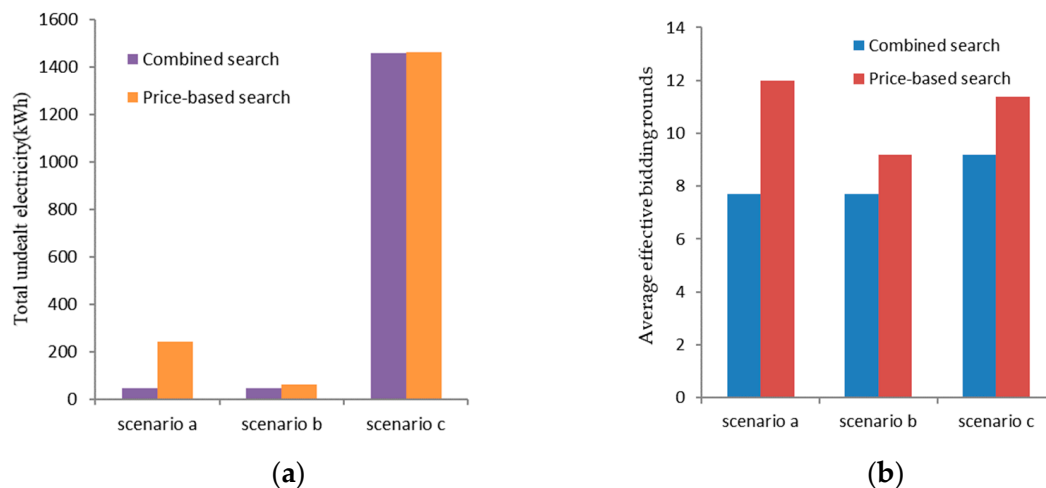 1600
1400
1200
1000
800
600
400
200
0
Total undealt electricity(kWh)
Combined search
Price-based search
scenario a
scenario b
scenario c
(a)
14
12
10
8
6
4
2
0
Average effective bidding rounds
Combined search
Price-based search
scenario a
scenario b
scenario c
(b)